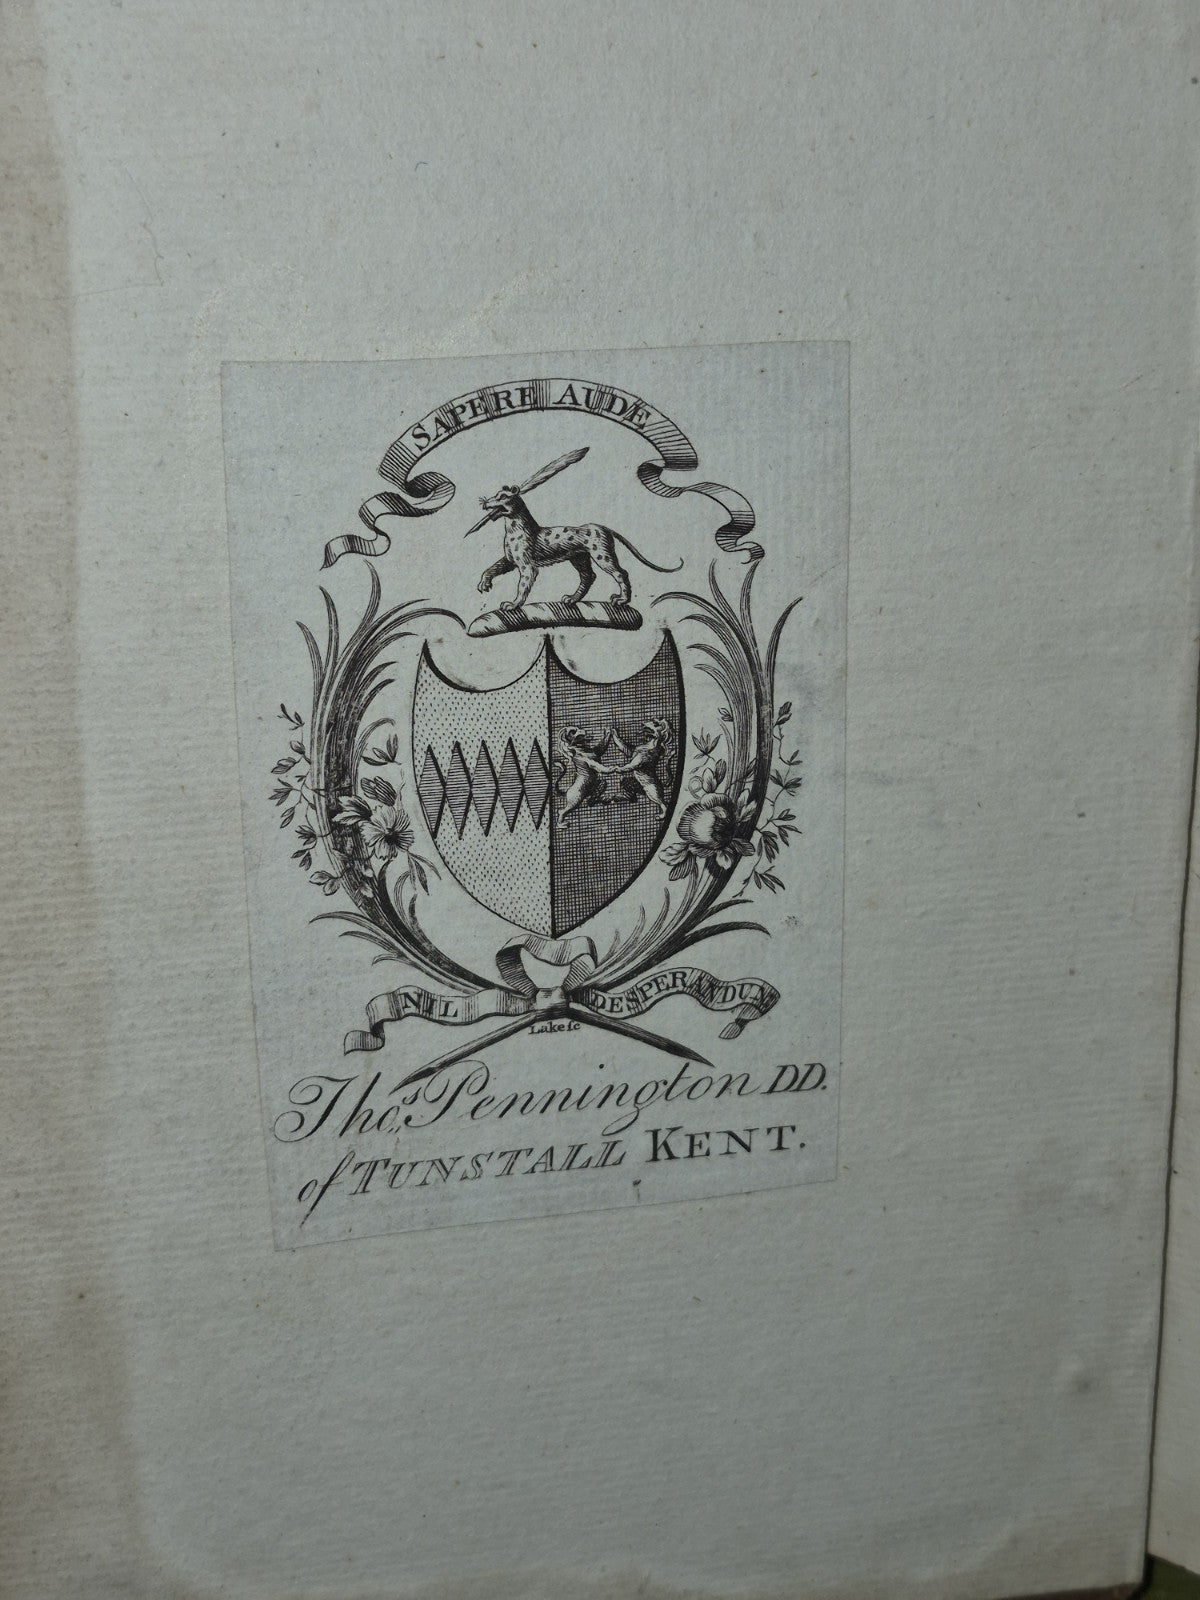 SAPERE AUDE
NIL DESPERANDUM
Lake sc
Thos. Pennington DD.
of TUNSTALL KENT.